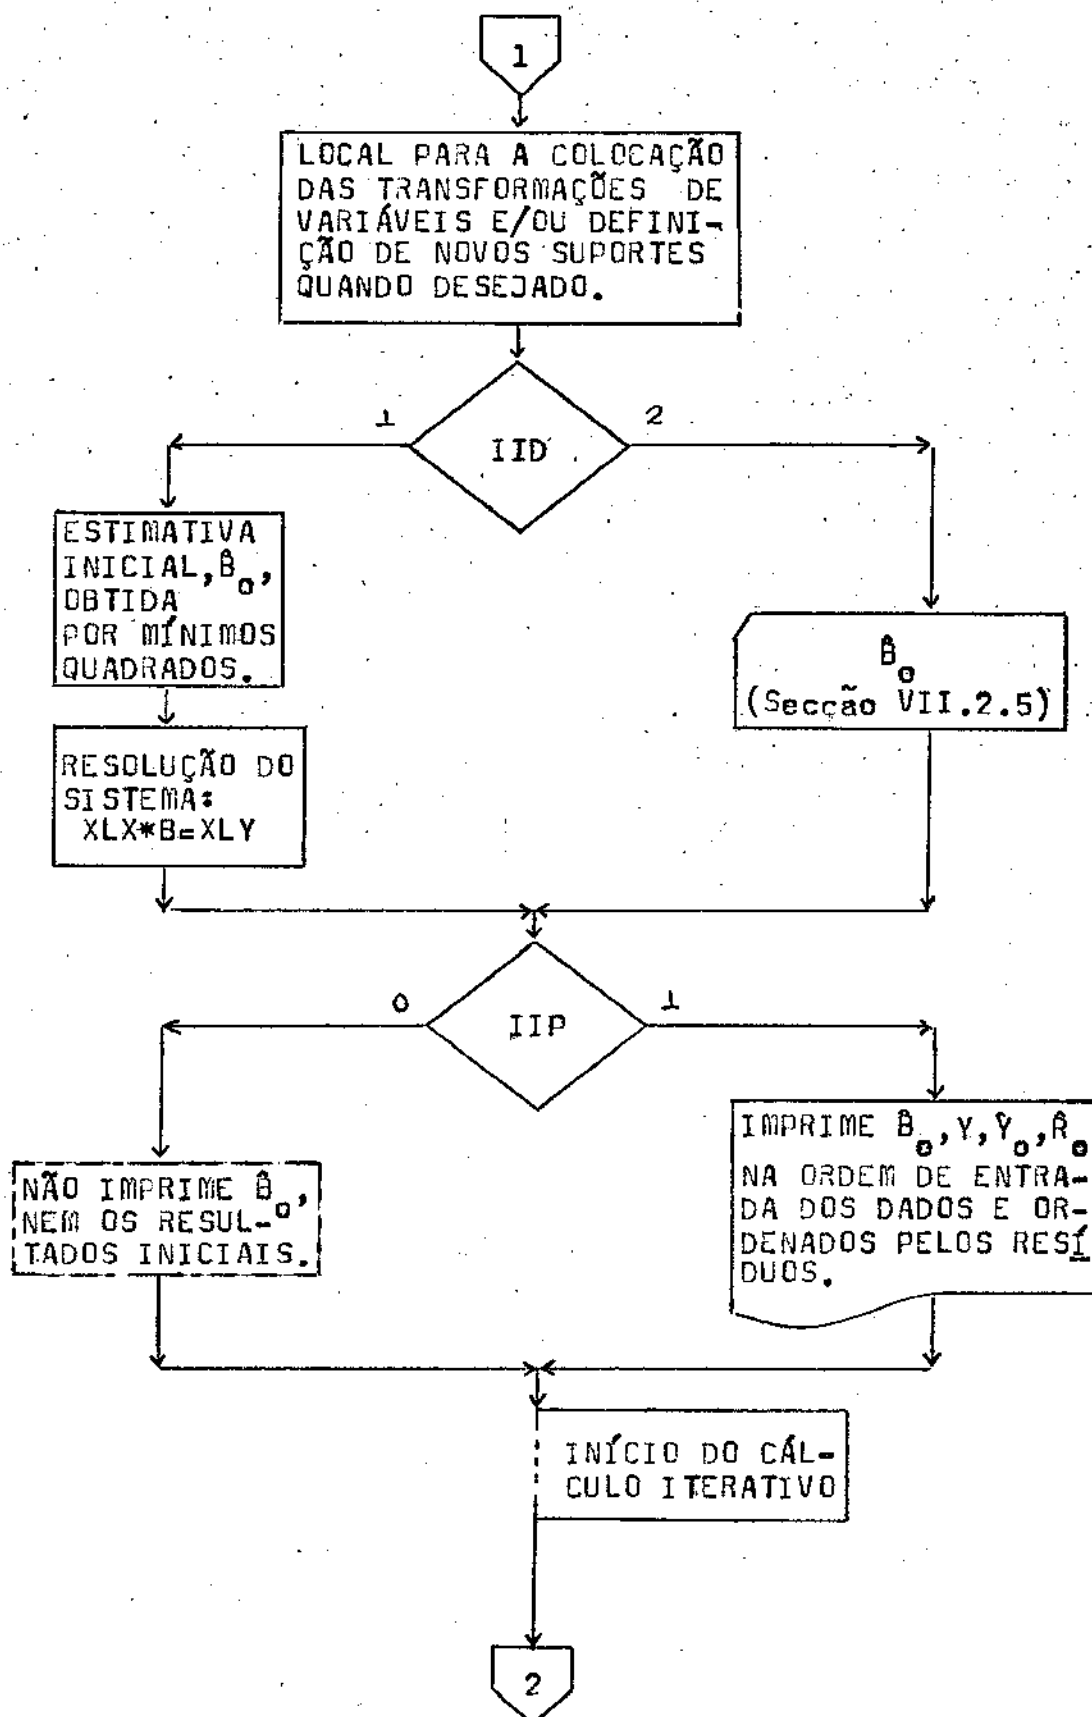 1
LOCAL PARA A COLOCAÇÃO
DAS TRANSFORMAÇÕES DE
VARIÁVEIS E/OU DEFINI-
ÇÃO DE NOVOS SUPORTES
QUANDO DESEJADO.
1
IID
2
ESTIMATIVA
INICIAL, B̂o,
OBTIDA
POR MÍNIMOS
QUADRADOS.
B̂o
(Secção VII.2.5)
RESOLUÇÃO DO
SISTEMA:
XLX*B=XLY
0
IIP
1
NÃO IMPRIME B̂o,
NEM OS RESUL-
TADOS INICIAIS.
IMPRIME B̂o,Y,Ŷo,R̂o
NA ORDEM DE ENTRA-
DA DOS DADOS E OR-
DENADOS PELOS RESÍ
DUOS.
INÍCIO DO CÁL-
CULO ITERATIVO
2